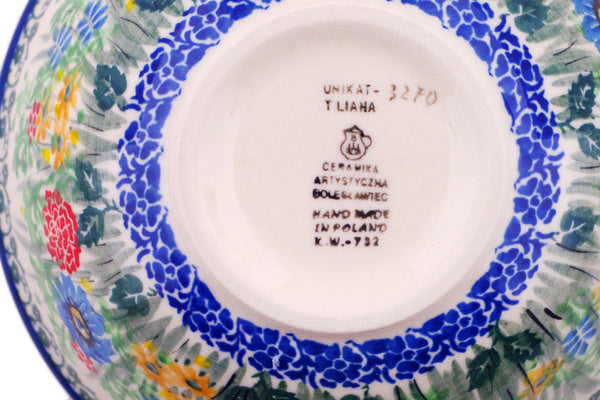 UNIKAT- 3270
T LIANA
CERAMIKA
ARTYSTYCZNA
BOLESŁAWIEC
HAND MADE
IN POLAND
K.W.-732